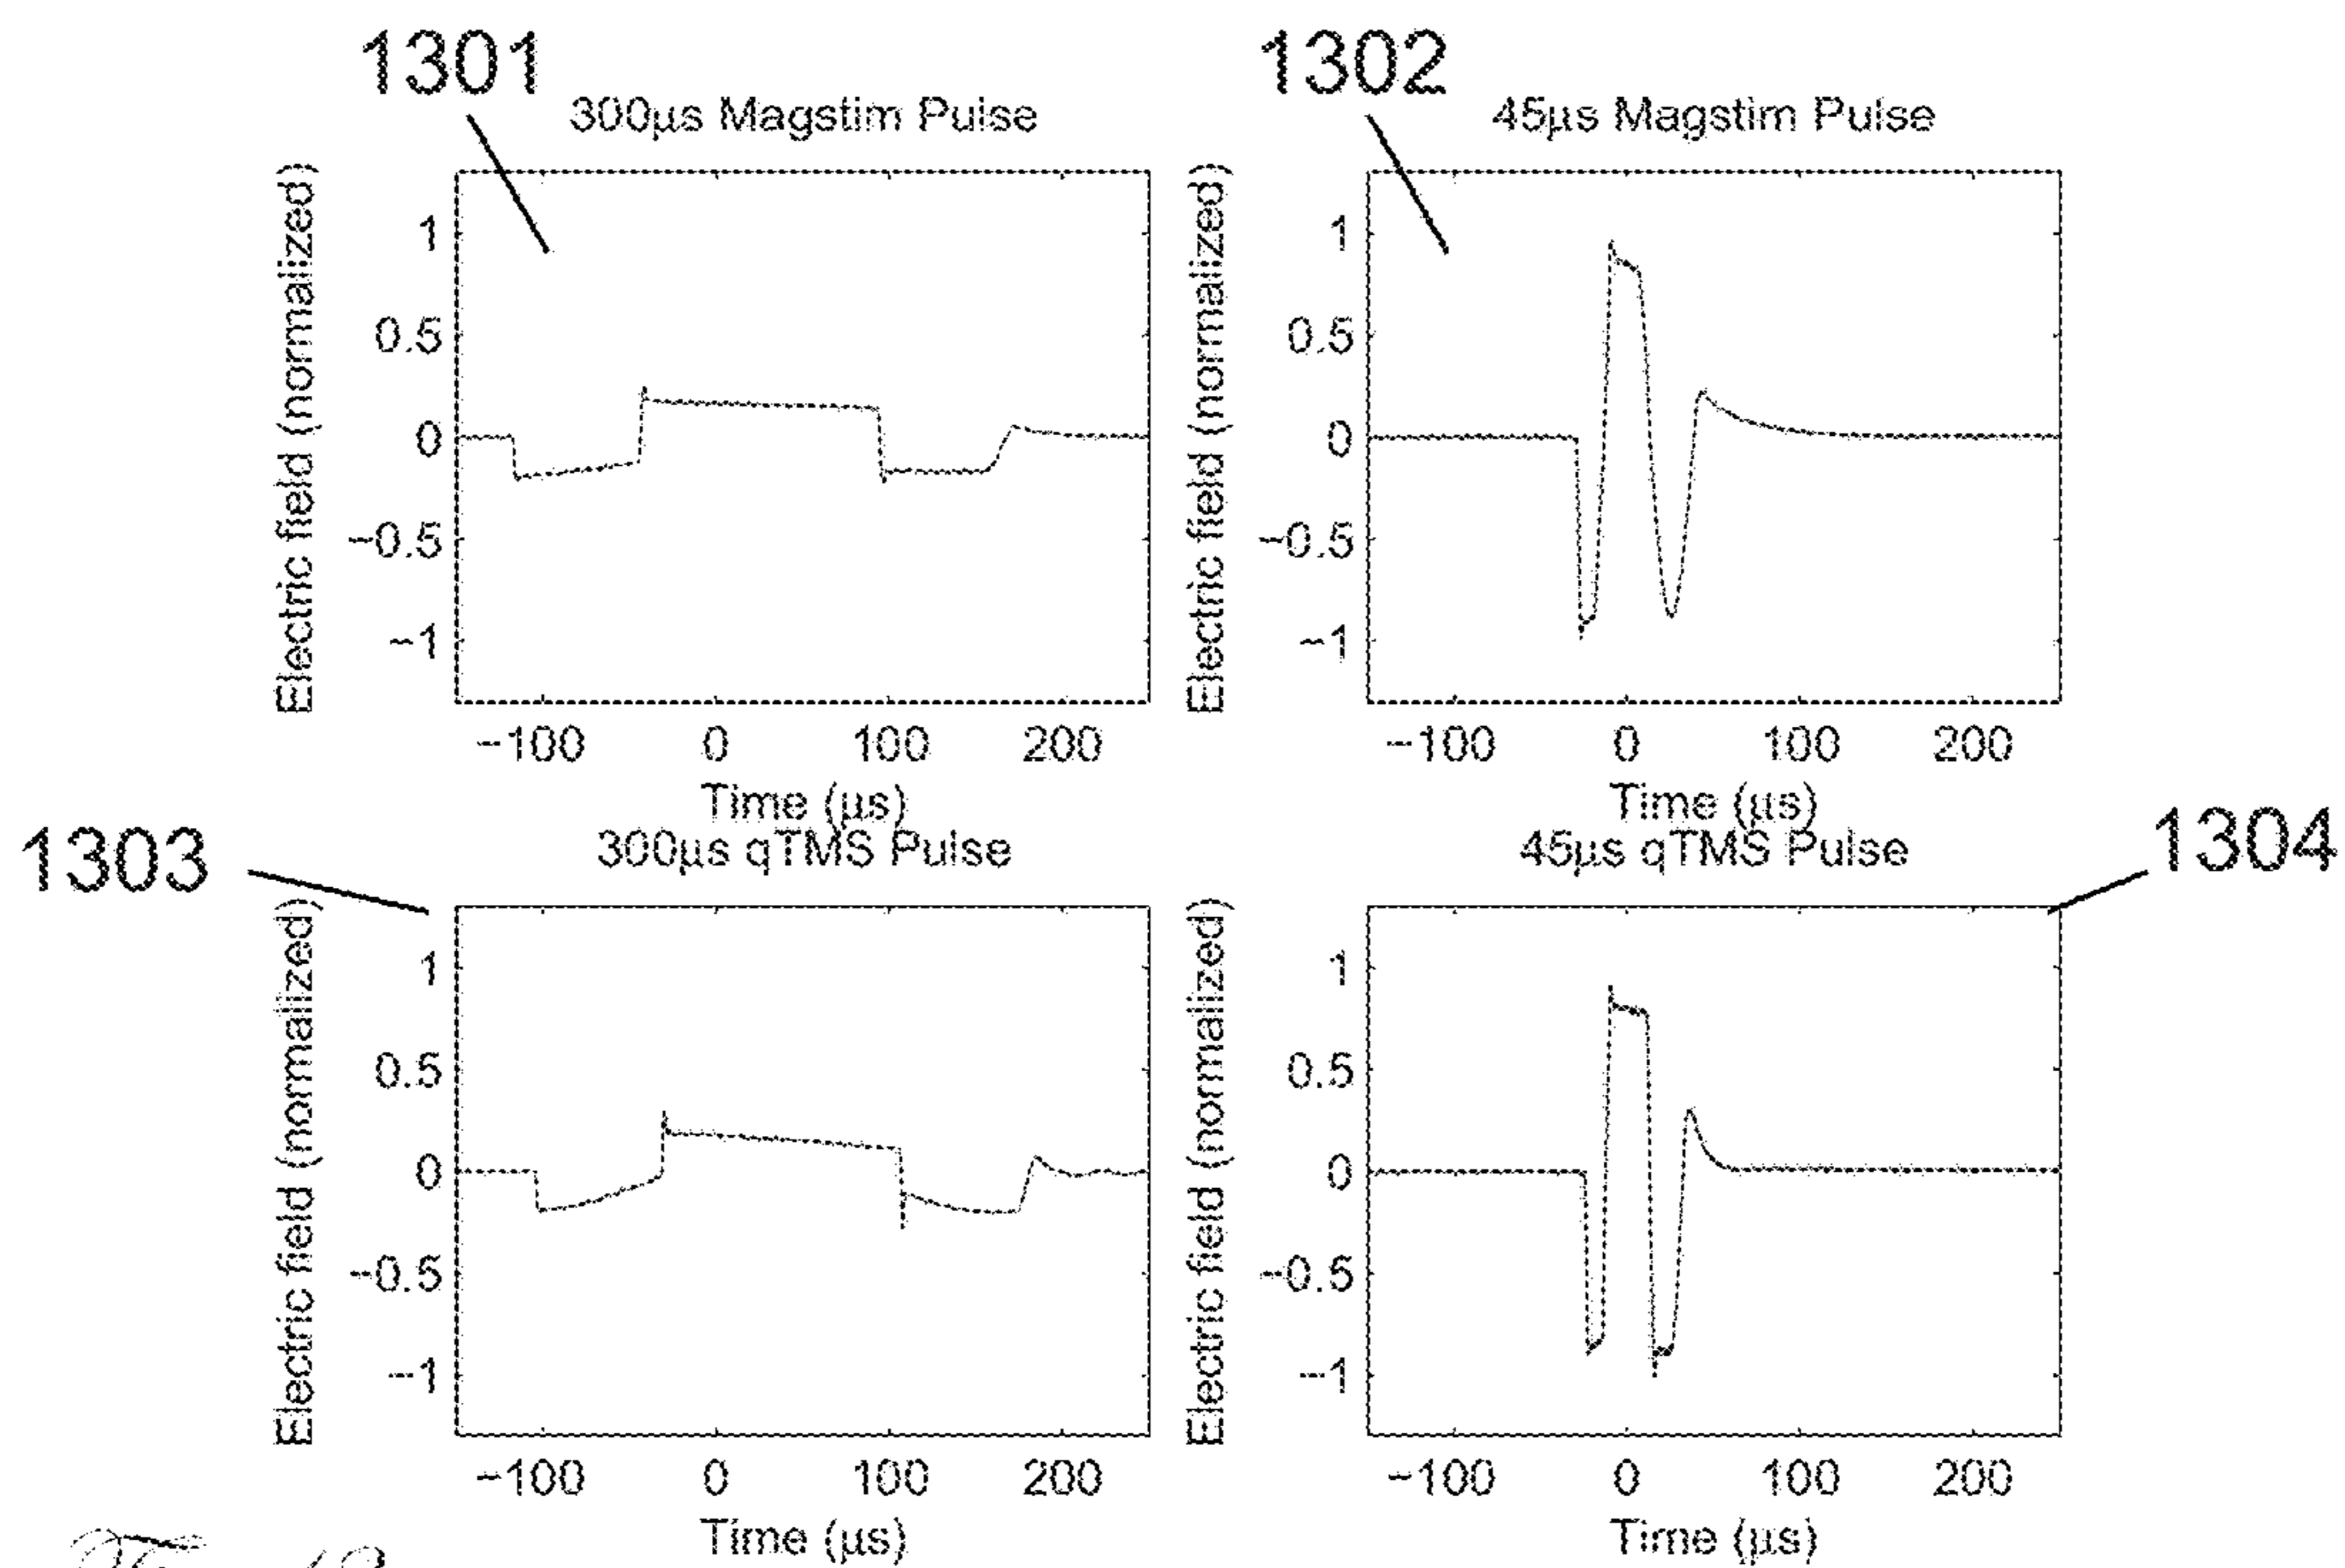 1301
300µs Magstim Pulse
Electric field (normalized)
1
0.5
0
−0.5
−1
−100 0 100 200
Time (µs)
1302
45µs Magstim Pulse
Electric field (normalized)
1
0.5
0
−0.5
−1
−100 0 100 200
Time (µs)
1303
300µs qTMS Pulse
Electric field (normalized)
1
0.5
0
−0.5
−1
−100 0 100 200
Time (µs)
1304
45µs qTMS Pulse
Electric field (normalized)
1
0.5
0
−0.5
−1
−100 0 100 200
Time (µs)